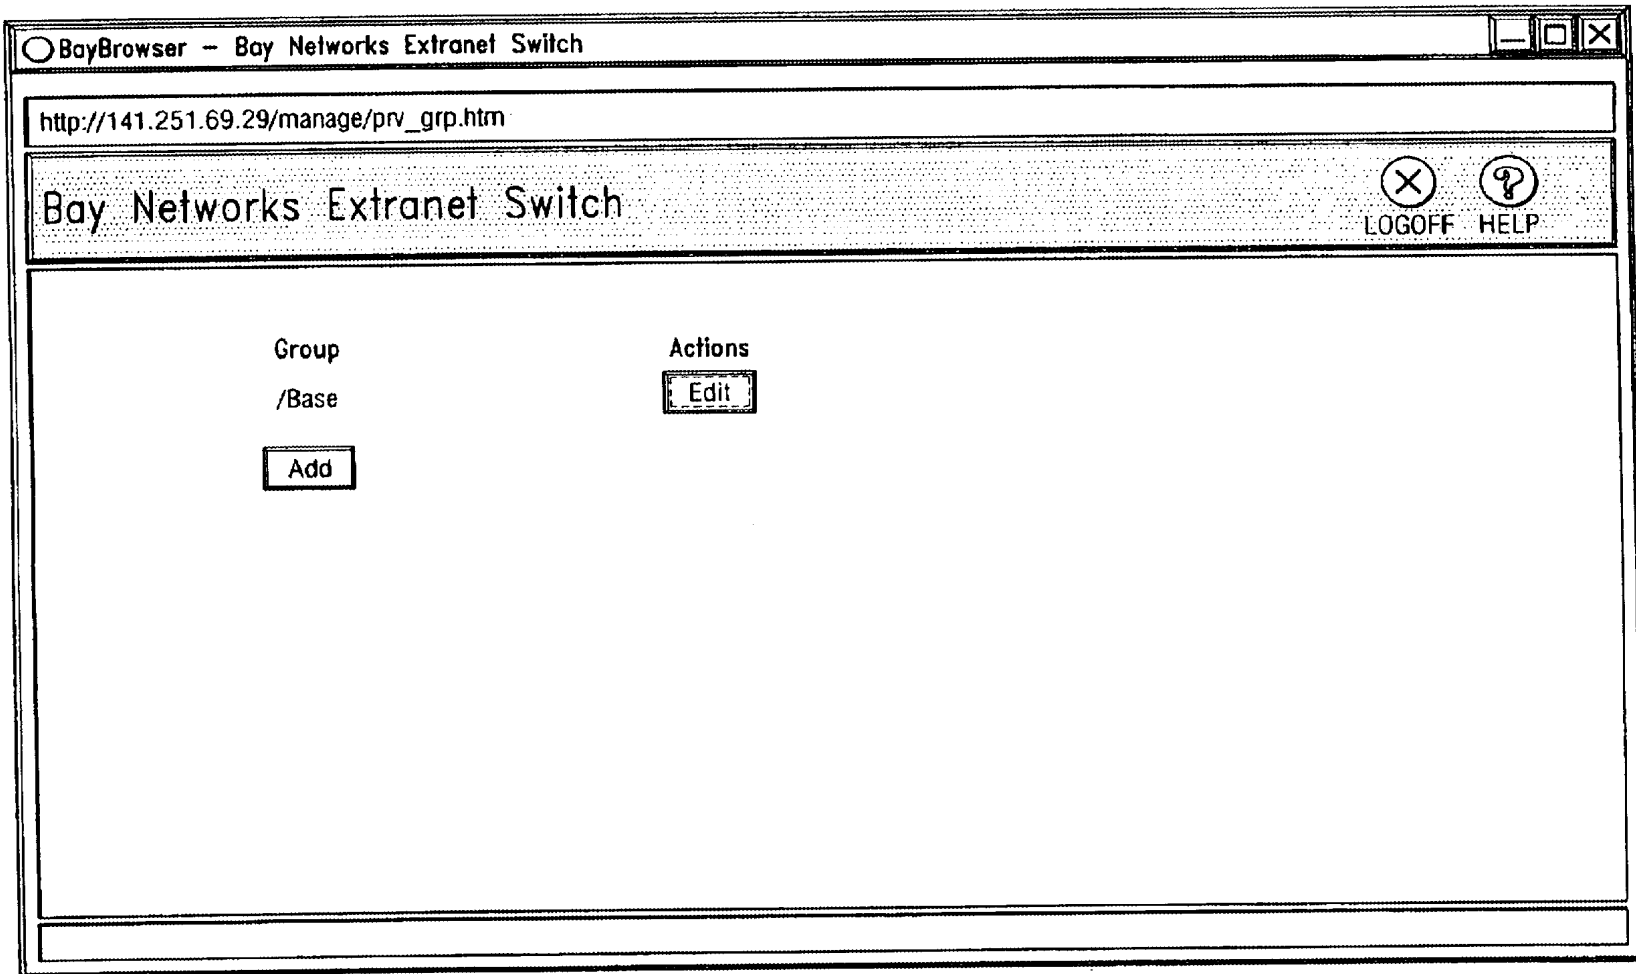 BayBrowser – Bay Networks Extranet Switch
http://141.251.69.29/manage/prv_grp.htm
Bay Networks Extranet Switch
LOGOFF HELP
Group Actions
/Base Edit
Add